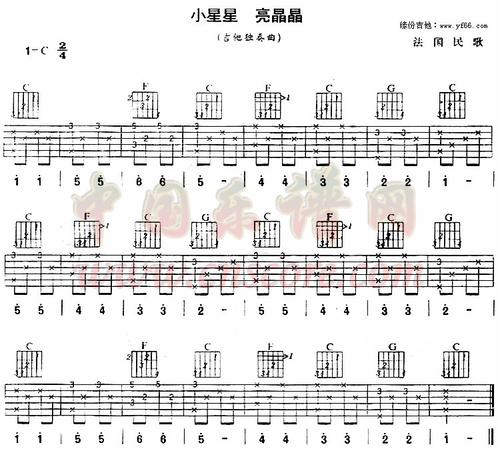 小星星 亮晶晶
缘份吉他:www.yf66.com
(吉他独奏曲)
法国民歌
1=C 2/4
C F C F C G C
1 1 | 5 5 | 6 6 | 5 - | 4 4 | 3 3 | 2 2 | 1 -
C F C G C F C G
5 5 | 4 4 | 3 3 | 2 - | 5 5 | 4 4 | 3 3 | 2 -
C F C F C G C
1 1 | 5 5 | 6 6 | 5 - | 4 4 | 3 3 | 2 2 | 1 -
中国乐谱网
www.cnscore.com